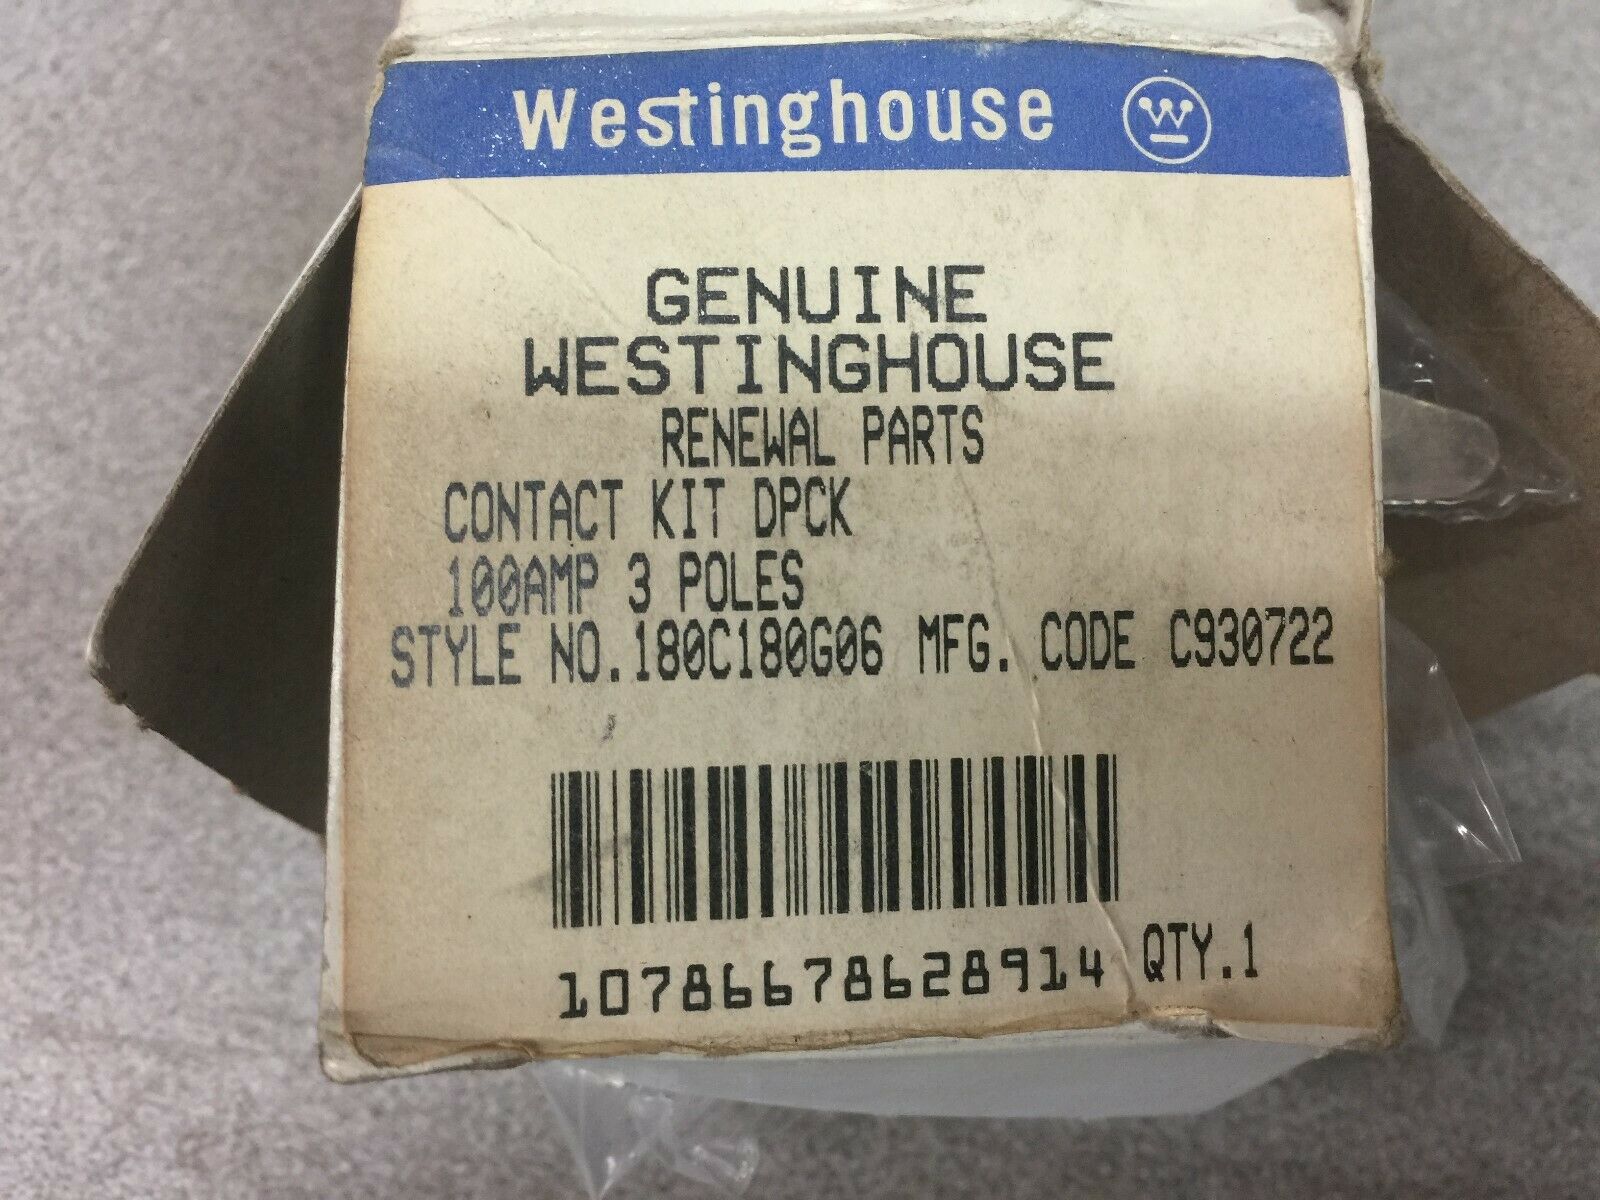 Westinghouse W
GENUINE
WESTINGHOUSE
RENEWAL PARTS
CONTACT KIT DPCK
100AMP 3 POLES
STYLE NO.180C180G06 MFG. CODE C930722
10786678628914 QTY.1